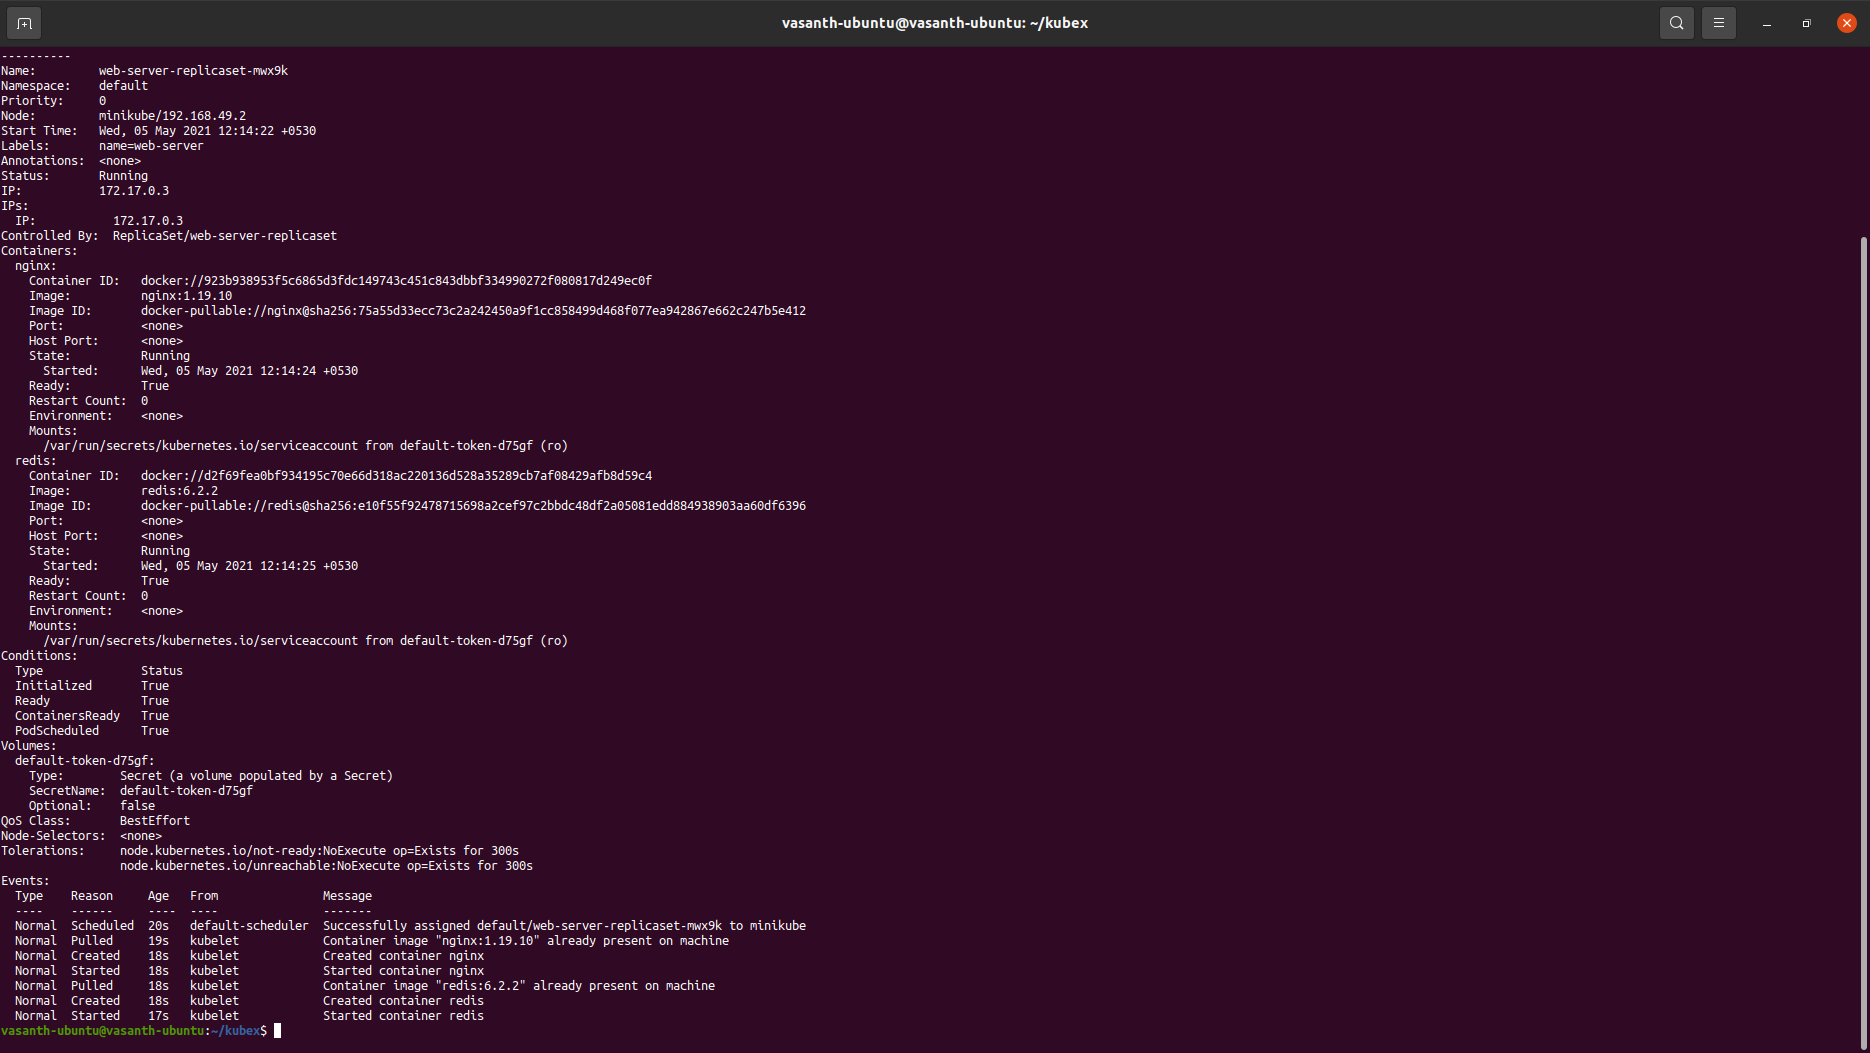 vasanth-ubuntu@vasanth-ubuntu: ~/kubex
----------
Name:         web-server-replicaset-mwx9k
Namespace:    default
Priority:     0
Node:         minikube/192.168.49.2
Start Time:   Wed, 05 May 2021 12:14:22 +0530
Labels:       name=web-server
Annotations:  <none>
Status:       Running
IP:           172.17.0.3
IPs:
  IP:           172.17.0.3
Controlled By:  ReplicaSet/web-server-replicaset
Containers:
  nginx:
    Container ID:   docker://923b938953f5c6865d3fdc149743c451c843dbbf334990272f080817d249ec0f
    Image:          nginx:1.19.10
    Image ID:       docker-pullable://nginx@sha256:75a55d33ecc73c2a242450a9f1cc858499d468f077ea942867e662c247b5e412
    Port:           <none>
    Host Port:      <none>
    State:          Running
      Started:      Wed, 05 May 2021 12:14:24 +0530
    Ready:          True
    Restart Count:  0
    Environment:    <none>
    Mounts:
      /var/run/secrets/kubernetes.io/serviceaccount from default-token-d75gf (ro)
  redis:
    Container ID:   docker://d2f69fea0bf934195c70e66d318ac220136d528a35289cb7af08429afb8d59c4
    Image:          redis:6.2.2
    Image ID:       docker-pullable://redis@sha256:e10f55f92478715698a2cef97c2bbdc48df2a05081edd884938903aa60df6396
    Port:           <none>
    Host Port:      <none>
    State:          Running
      Started:      Wed, 05 May 2021 12:14:25 +0530
    Ready:          True
    Restart Count:  0
    Environment:    <none>
    Mounts:
      /var/run/secrets/kubernetes.io/serviceaccount from default-token-d75gf (ro)
Conditions:
  Type              Status
  Initialized       True
  Ready             True
  ContainersReady   True
  PodScheduled      True
Volumes:
  default-token-d75gf:
    Type:        Secret (a volume populated by a Secret)
    SecretName:  default-token-d75gf
    Optional:    false
QoS Class:       BestEffort
Node-Selectors:  <none>
Tolerations:     node.kubernetes.io/not-ready:NoExecute op=Exists for 300s
                 node.kubernetes.io/unreachable:NoExecute op=Exists for 300s
Events:
  Type    Reason     Age   From               Message
  ----    ------     ----  ----               -------
  Normal  Scheduled  20s   default-scheduler  Successfully assigned default/web-server-replicaset-mwx9k to minikube
  Normal  Pulled     19s   kubelet            Container image "nginx:1.19.10" already present on machine
  Normal  Created    18s   kubelet            Created container nginx
  Normal  Started    18s   kubelet            Started container nginx
  Normal  Pulled     18s   kubelet            Container image "redis:6.2.2" already present on machine
  Normal  Created    18s   kubelet            Created container redis
  Normal  Started    17s   kubelet            Started container redis
vasanth-ubuntu@vasanth-ubuntu:~/kubex$